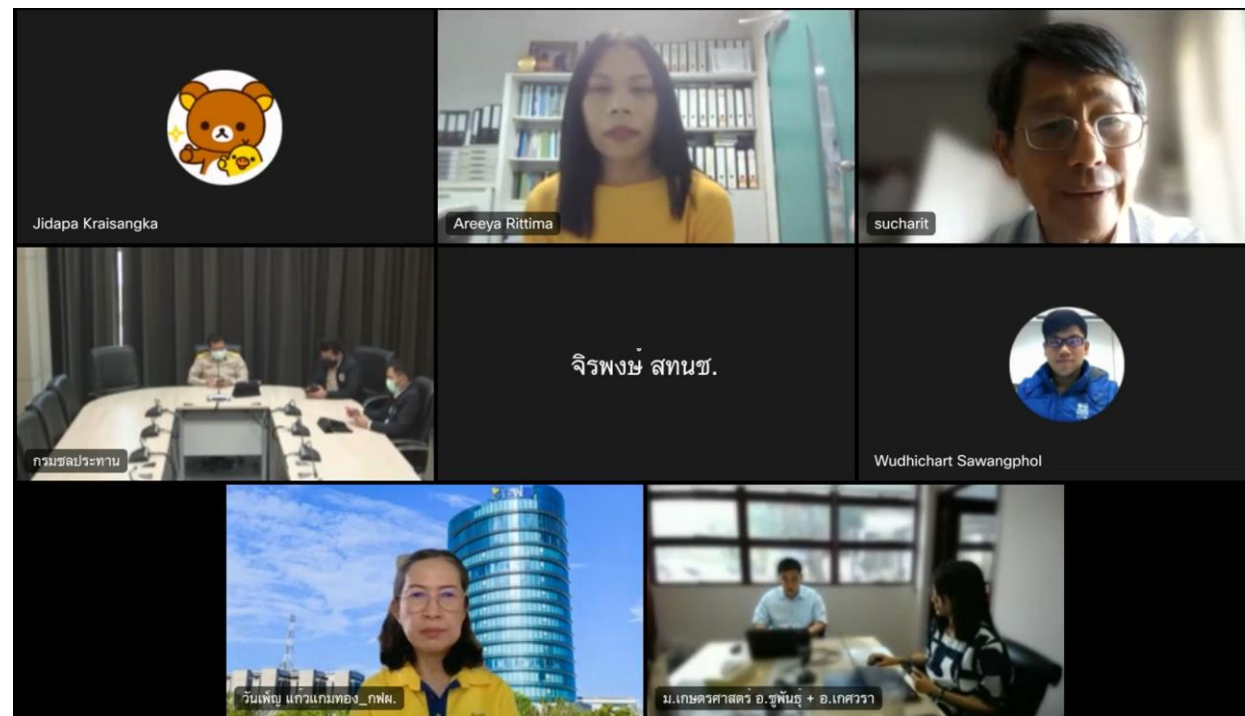 Jidapa Kraisangka
Areeya Rittima
sucharit
กรมชลประทาน
จิรพงษ์ สทนช.
Wudhichart Sawangphol
วันเพ็ญ แก้วแกมทอง_กฟผ.
ม.เกษตรศาสตร์ อ.ชูพันธุ์ + อ.เกศวรา